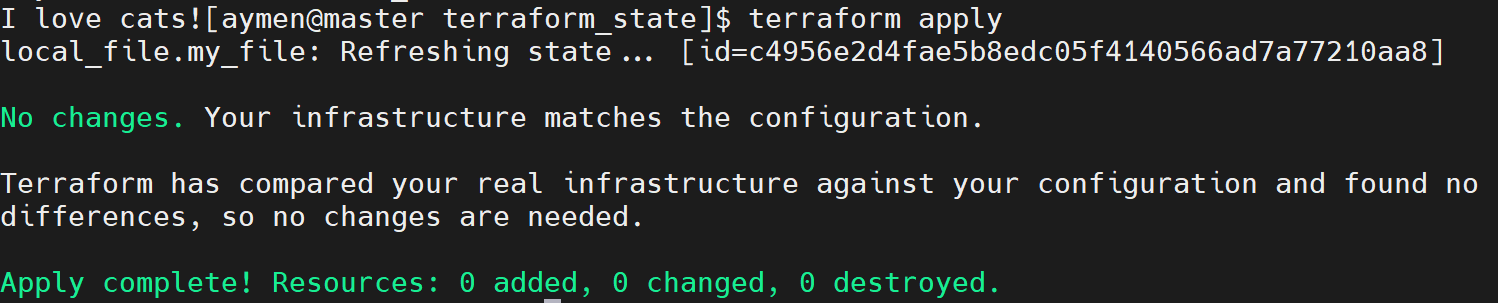 I love cats![aymen@master terraform_state]$ terraform apply
local_file.my_file: Refreshing state... [id=c4956e2d4fae5b8edc05f4140566ad7a77210aa8]
No changes. Your infrastructure matches the configuration.
Terraform has compared your real infrastructure against your configuration and found no
differences, so no changes are needed.
Apply complete! Resources: 0 added, 0 changed, 0 destroyed.